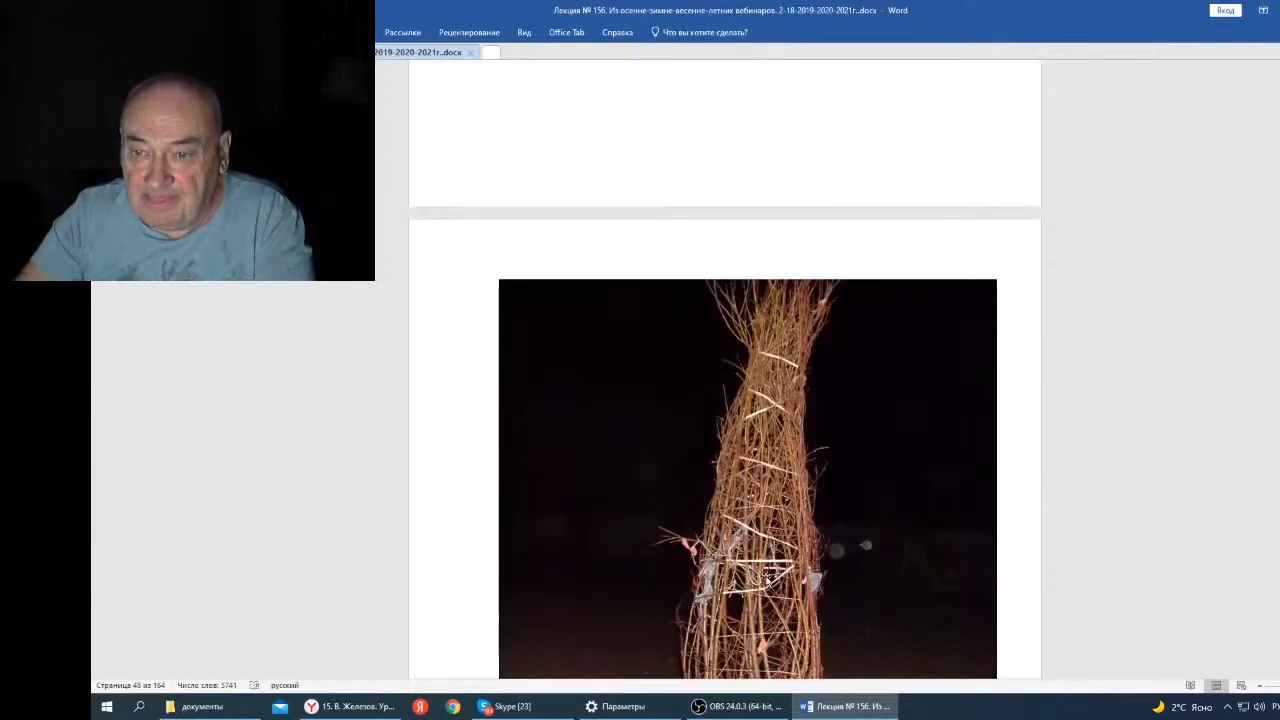 Лекция № 156. Из осенне-зимне-весенне-летних вебинаров. 2-18-2019-2020-2021г..docx - Word
Вход
Рассылки Рецензирование Вид Office Tab Справка Что вы хотите сделать?
2019-2020-2021г..docx
Страница 48 из 164 Число слов: 5741 русский
документы
15. В. Железов. Ур...
Я
Skype [23]
Параметры
OBS 24.0.3 (64-bit, ...
Лекция № 156. Из ...
2°C Ясно